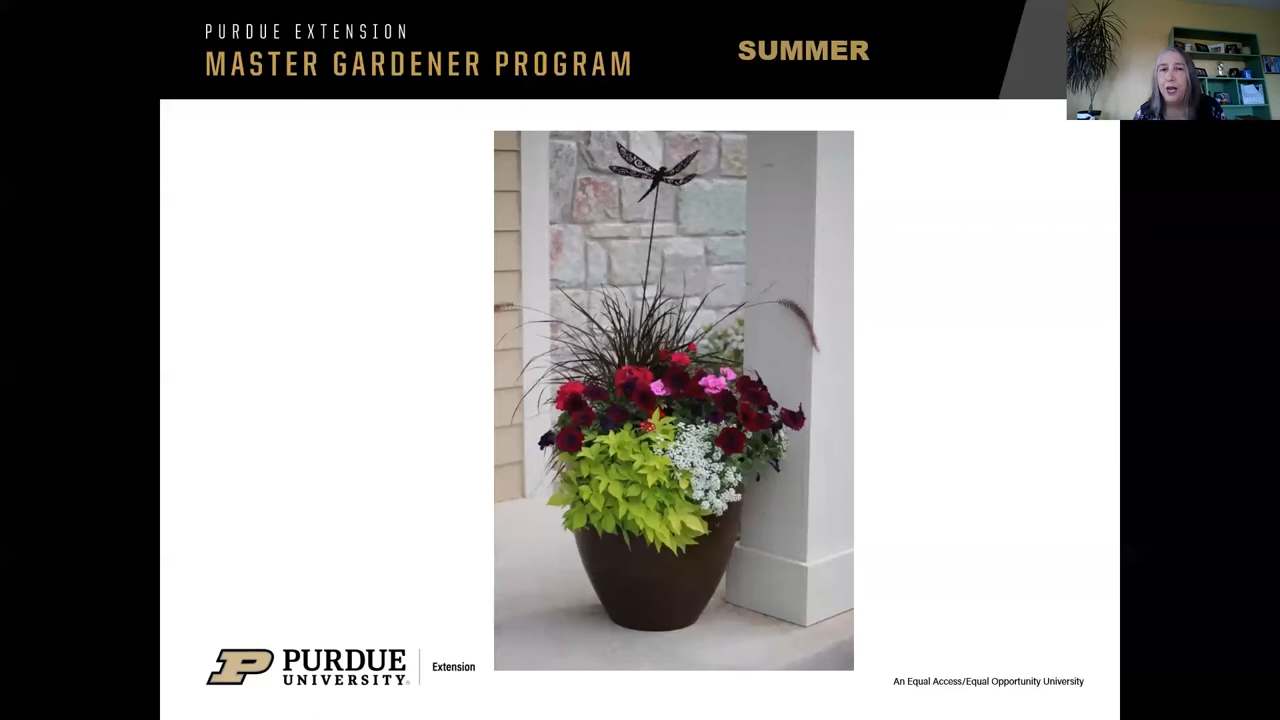 PURDUE EXTENSION
MASTER GARDENER PROGRAM
SUMMER
PURDUE
UNIVERSITY®
Extension
An Equal Access/Equal Opportunity University